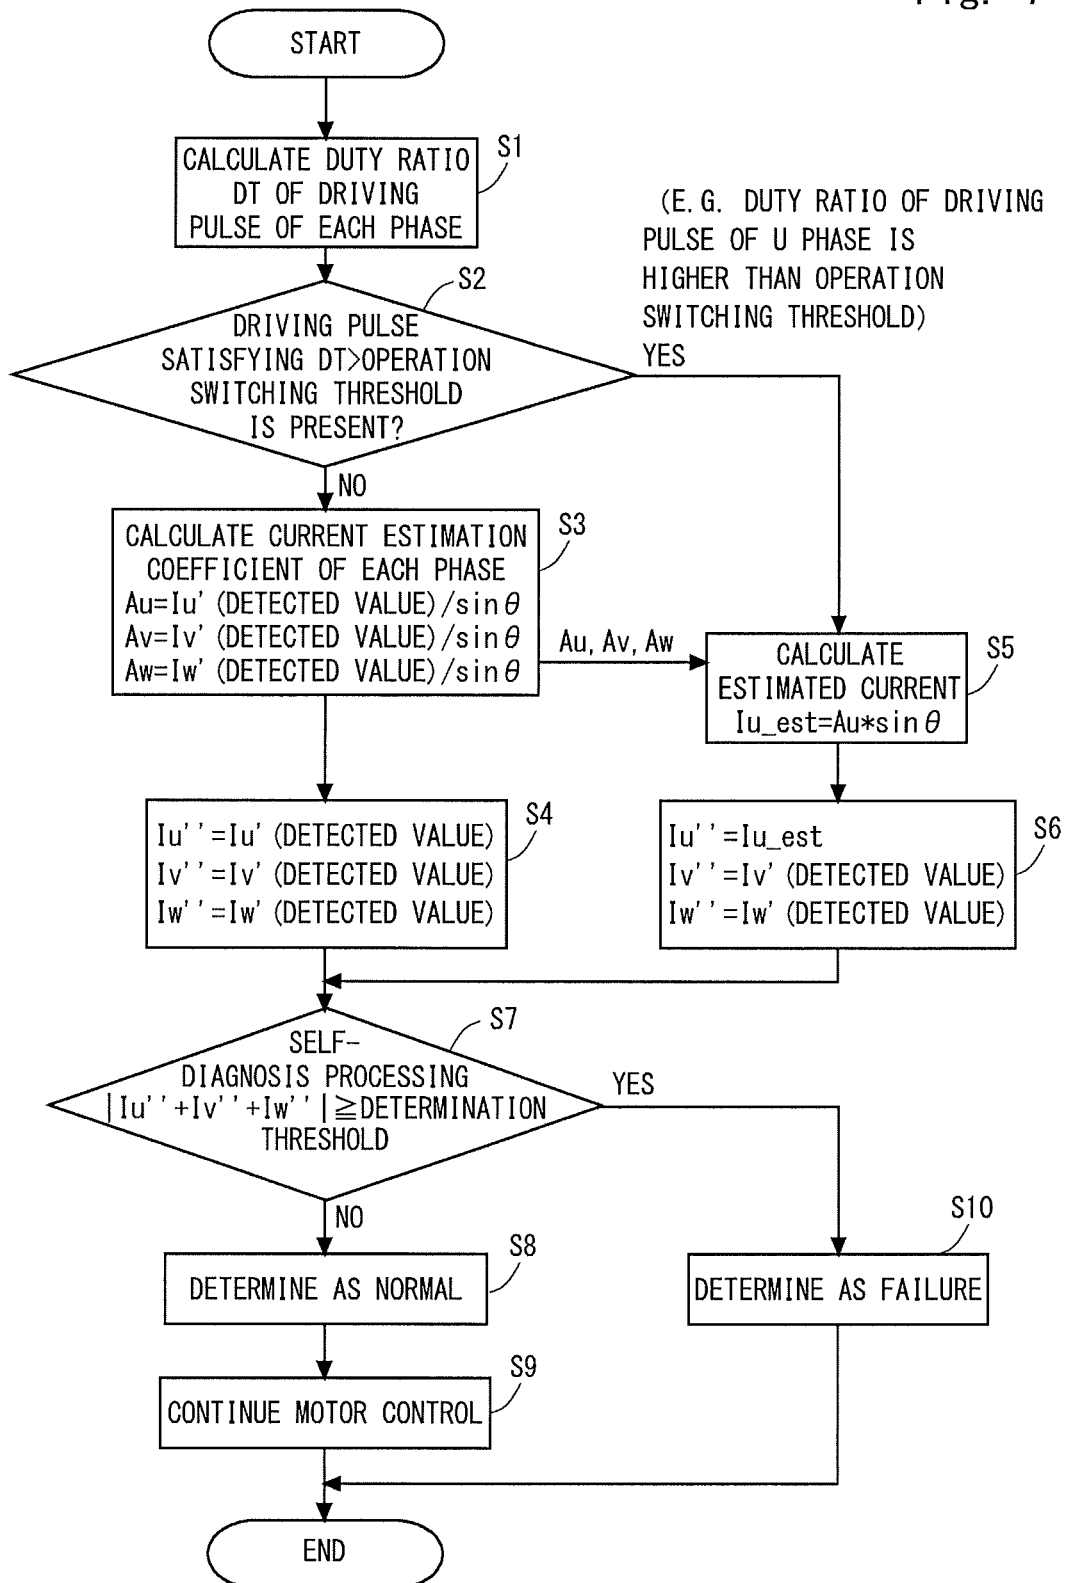 Fig. 7
START
S1
CALCULATE DUTY RATIO
DT OF DRIVING
PULSE OF EACH PHASE
(E.G. DUTY RATIO OF DRIVING
PULSE OF U PHASE IS
HIGHER THAN OPERATION
SWITCHING THRESHOLD)
YES
S2
DRIVING PULSE
SATISFYING DT>OPERATION
SWITCHING THRESHOLD
IS PRESENT?
NO
S3
CALCULATE CURRENT ESTIMATION
COEFFICIENT OF EACH PHASE
Au=Iu' (DETECTED VALUE)/sinθ
Av=Iv' (DETECTED VALUE)/sinθ
Aw=Iw' (DETECTED VALUE)/sinθ
Au, Av, Aw
S5
CALCULATE
ESTIMATED CURRENT
Iu_est=Au*sinθ
S4
Iu''=Iu' (DETECTED VALUE)
Iv''=Iv' (DETECTED VALUE)
Iw''=Iw' (DETECTED VALUE)
S6
Iu''=Iu_est
Iv''=Iv' (DETECTED VALUE)
Iw''=Iw' (DETECTED VALUE)
S7
SELF-
DIAGNOSIS PROCESSING
|Iu''+Iv''+Iw''|≧DETERMINATION
THRESHOLD
YES
NO
S8
DETERMINE AS NORMAL
S10
DETERMINE AS FAILURE
S9
CONTINUE MOTOR CONTROL
END